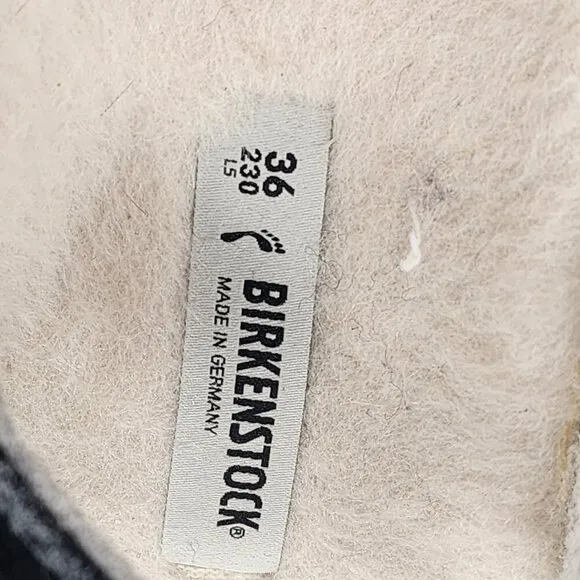 36
230
L5
BIRKENSTOCK®
MADE IN GERMANY